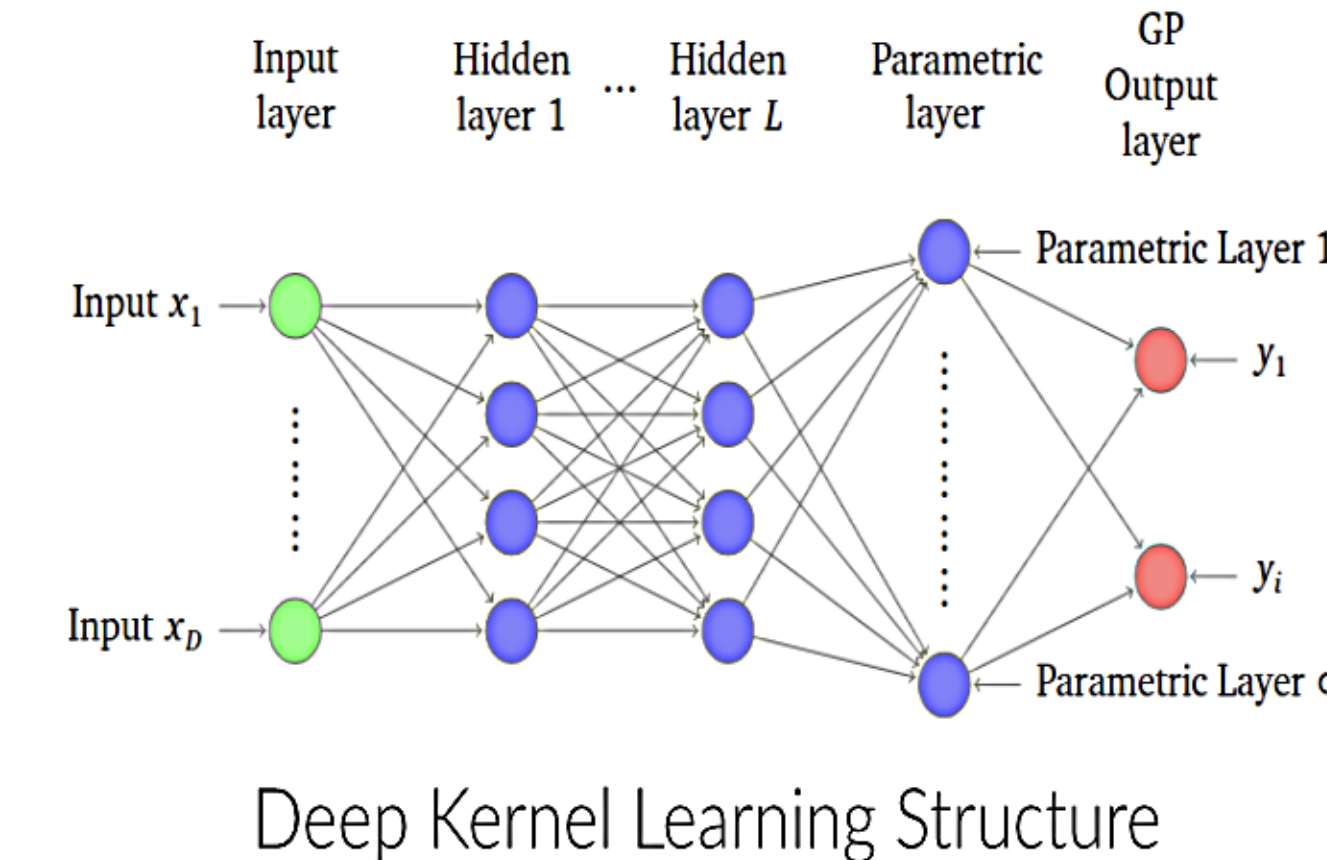 Input
layer
Hidden
layer 1
...
Hidden
layer L
Parametric
layer
GP
Output
layer
Parametric Layer 1
Input x₁
y₁
yᵢ
Input x_D
Parametric Layer
Deep Kernel Learning Structure